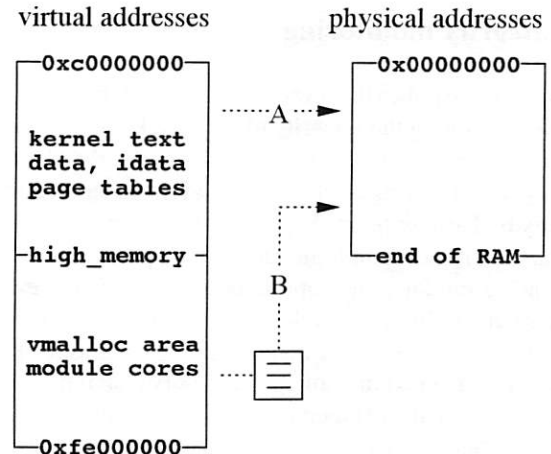 virtual addresses
physical addresses
0xc0000000
0x00000000
A
kernel text
data, idata
page tables
high_memory
end of RAM
B
vmalloc area
module cores
0xfe000000